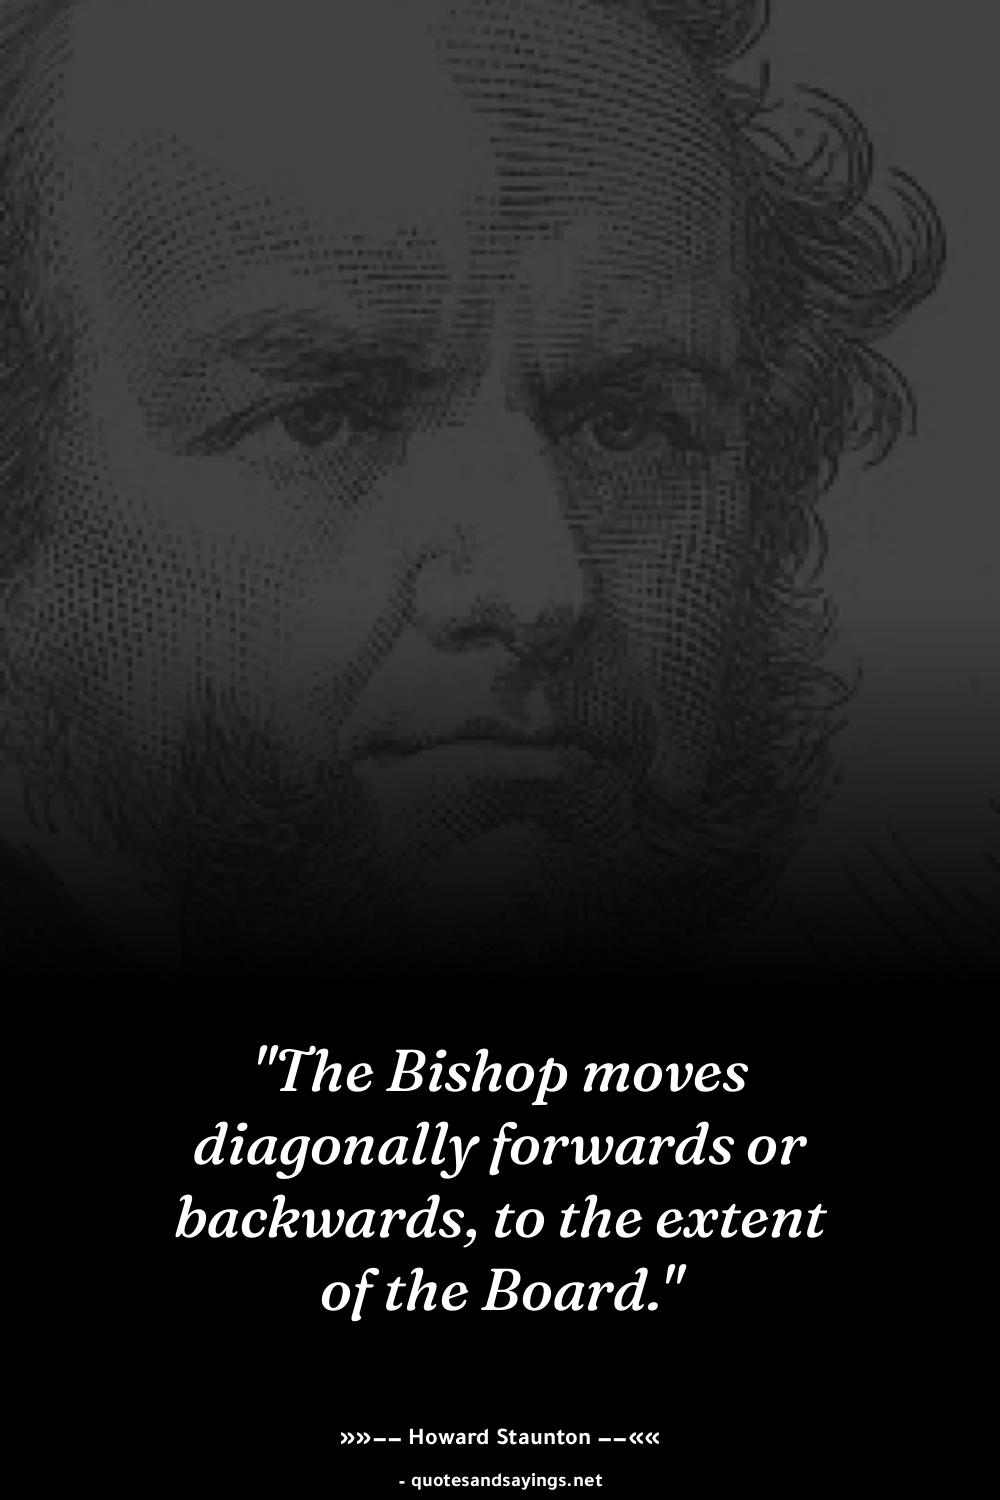 "The Bishop moves
diagonally forwards or
backwards, to the extent
of the Board."
»»–– Howard Staunton ––««
- quotesandsayings.net